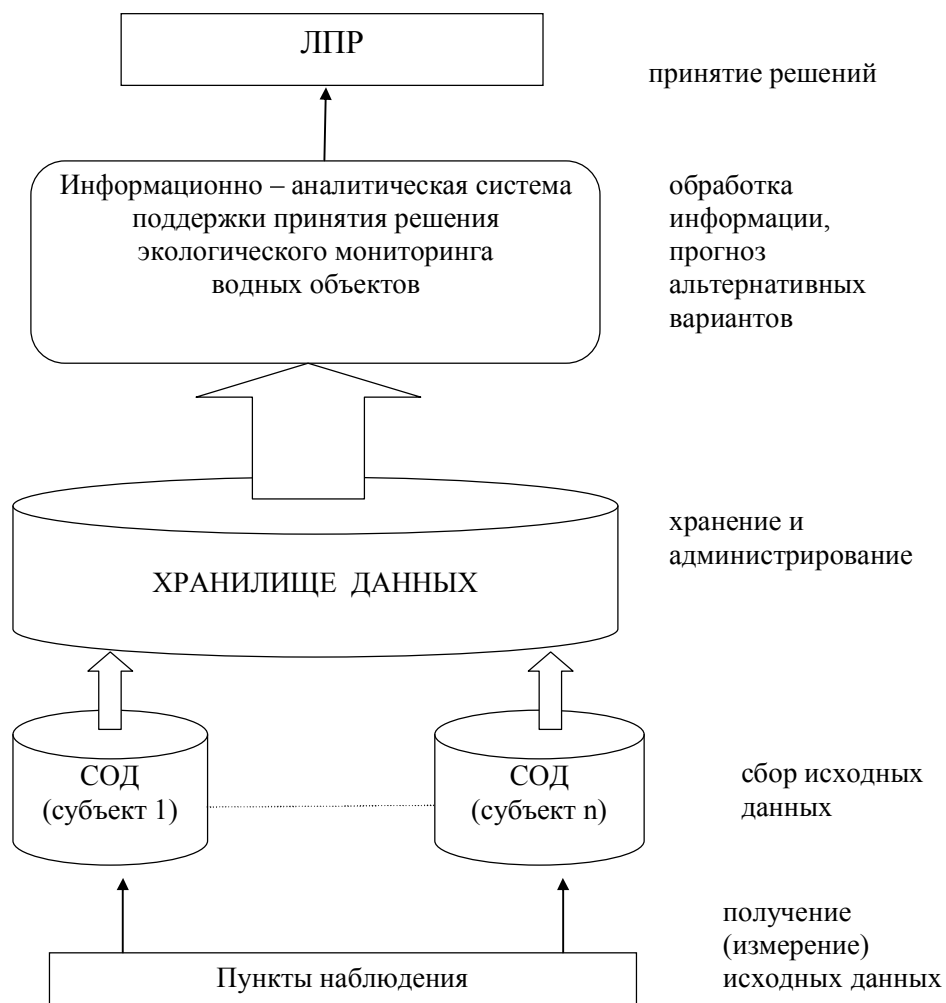 ЛПР
принятие решений
Информационно – аналитическая система
поддержки принятия решения
экологического мониторинга
водных объектов
обработка
информации,
прогноз
альтернативных
вариантов
ХРАНИЛИЩЕ ДАННЫХ
хранение и
администрирование
СОД
(субъект 1)
СОД
(субъект n)
сбор исходных
данных
Пункты наблюдения
получение
(измерение)
исходных данных